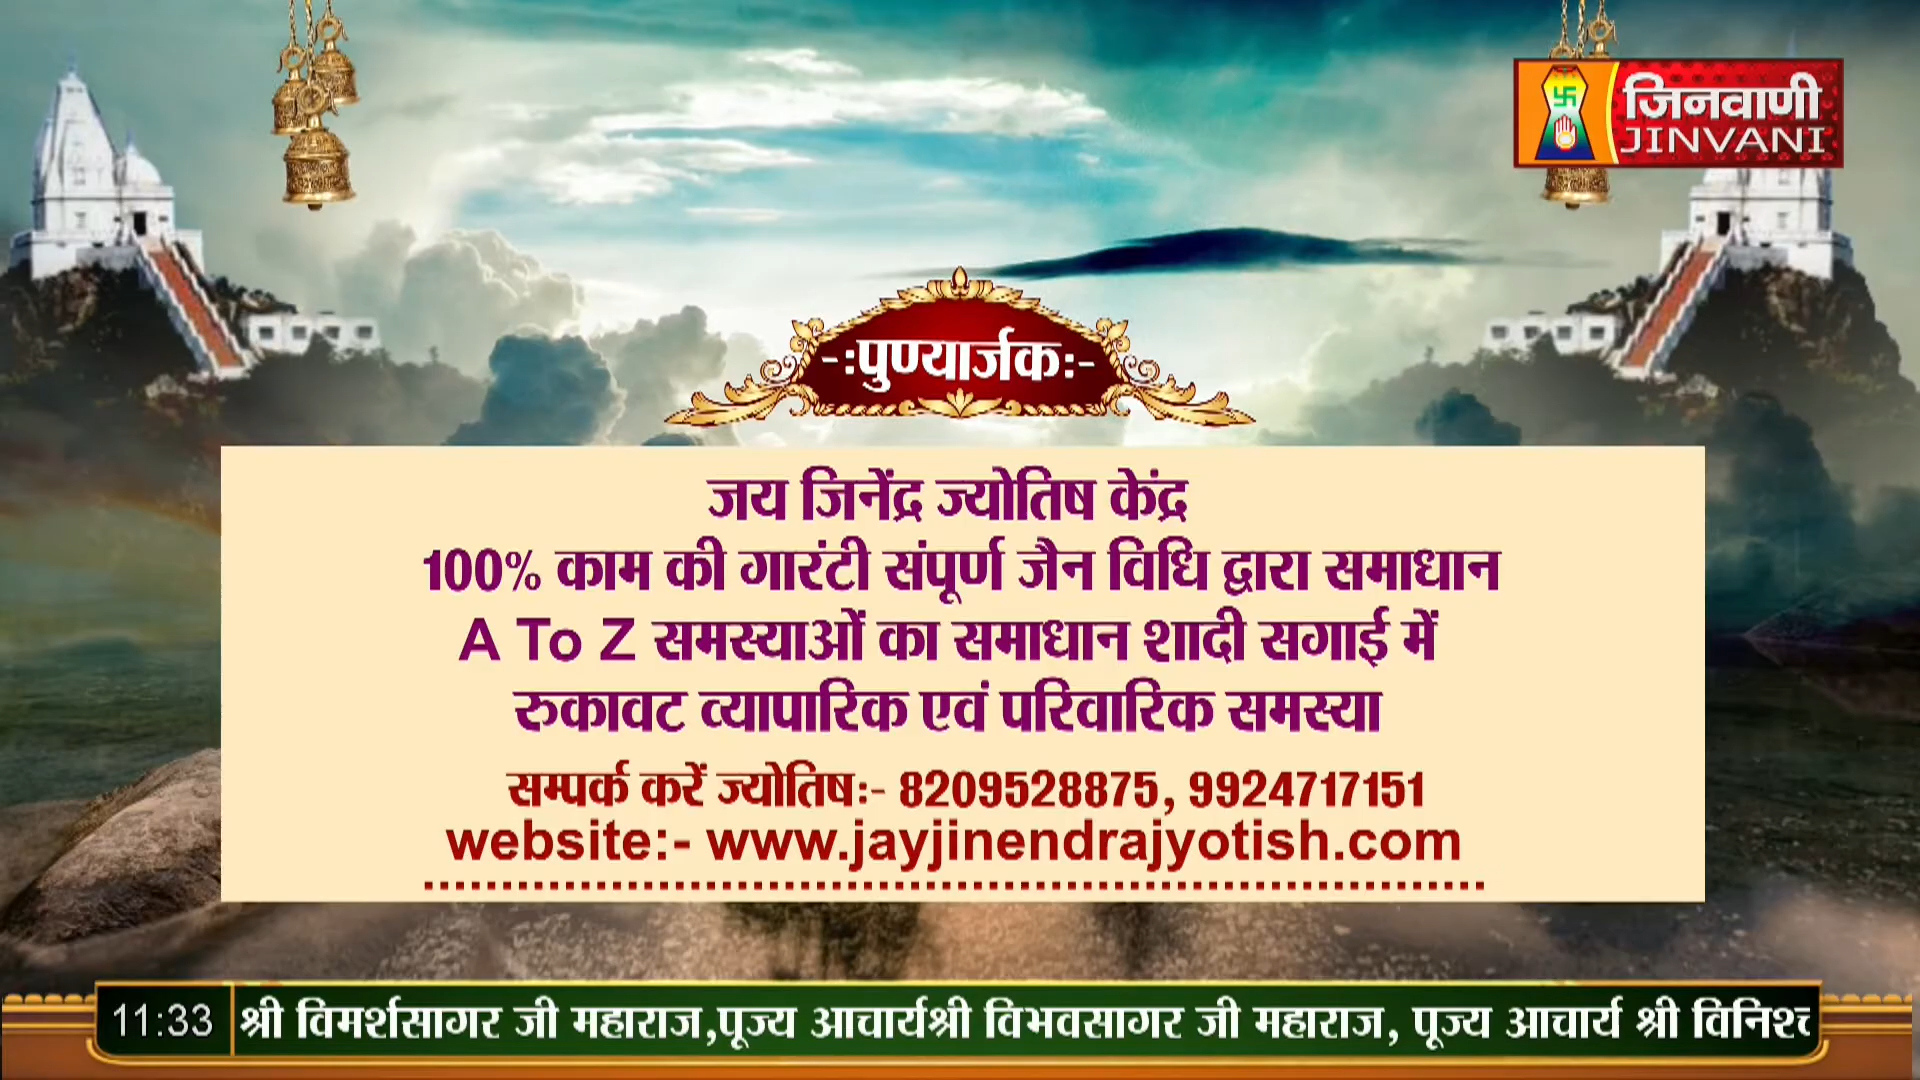 जिनवाणी
JINVANI
-:पुण्यार्जक:-
जय जिनेंद्र ज्योतिष केंद्र
100% काम की गारंटी संपूर्ण जैन विधि द्वारा समाधान
A To Z समस्याओं का समाधान शादी सगाई में
रुकावट व्यापारिक एवं परिवारिक समस्या
सम्पर्क करें ज्योतिष:- 8209528875, 9924717151
website:- www.jayjinendrajyotish.com
11:33 श्री विमर्शसागर जी महाराज,पूज्य आचार्यश्री विभवसागर जी महाराज, पूज्य आचार्य श्री